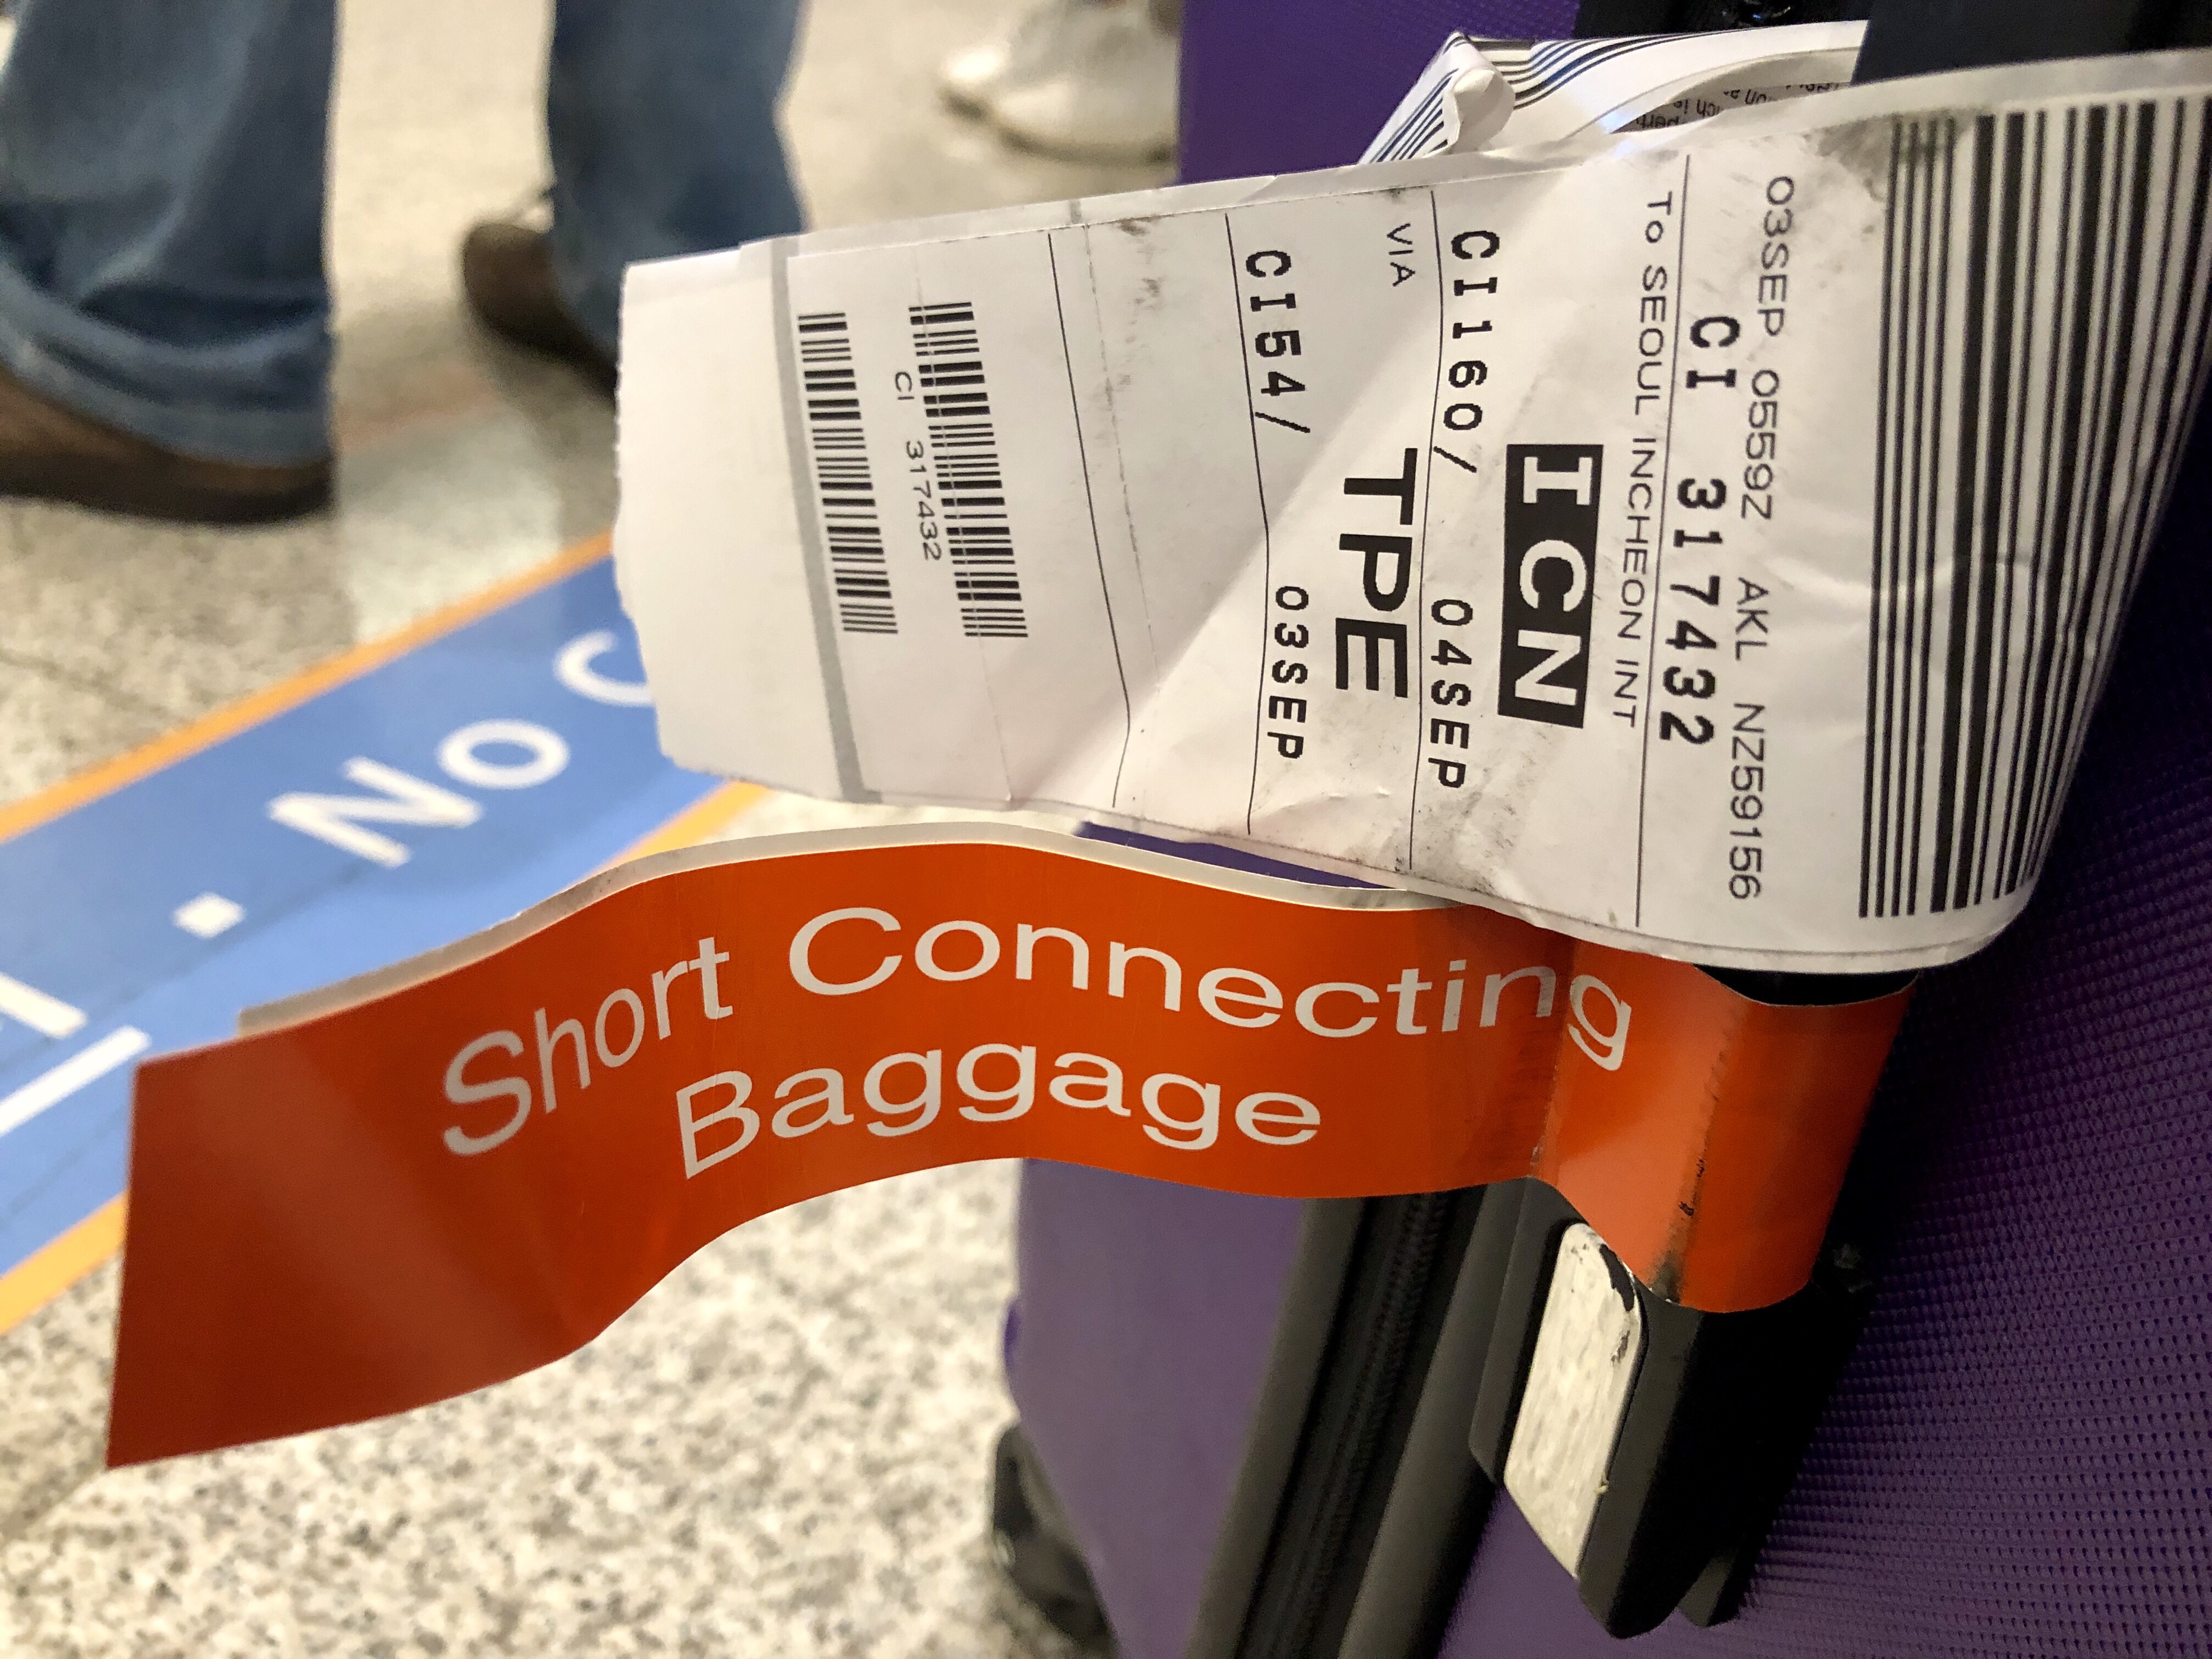 03SEP 0559Z AKL NZ591156
CI 317432
To SEOUL INCHEON INT
ICN
CI160/ 04SEP
VIA TPE
CI54/ 03SEP
CI 317432
Short Connecting
Baggage
No